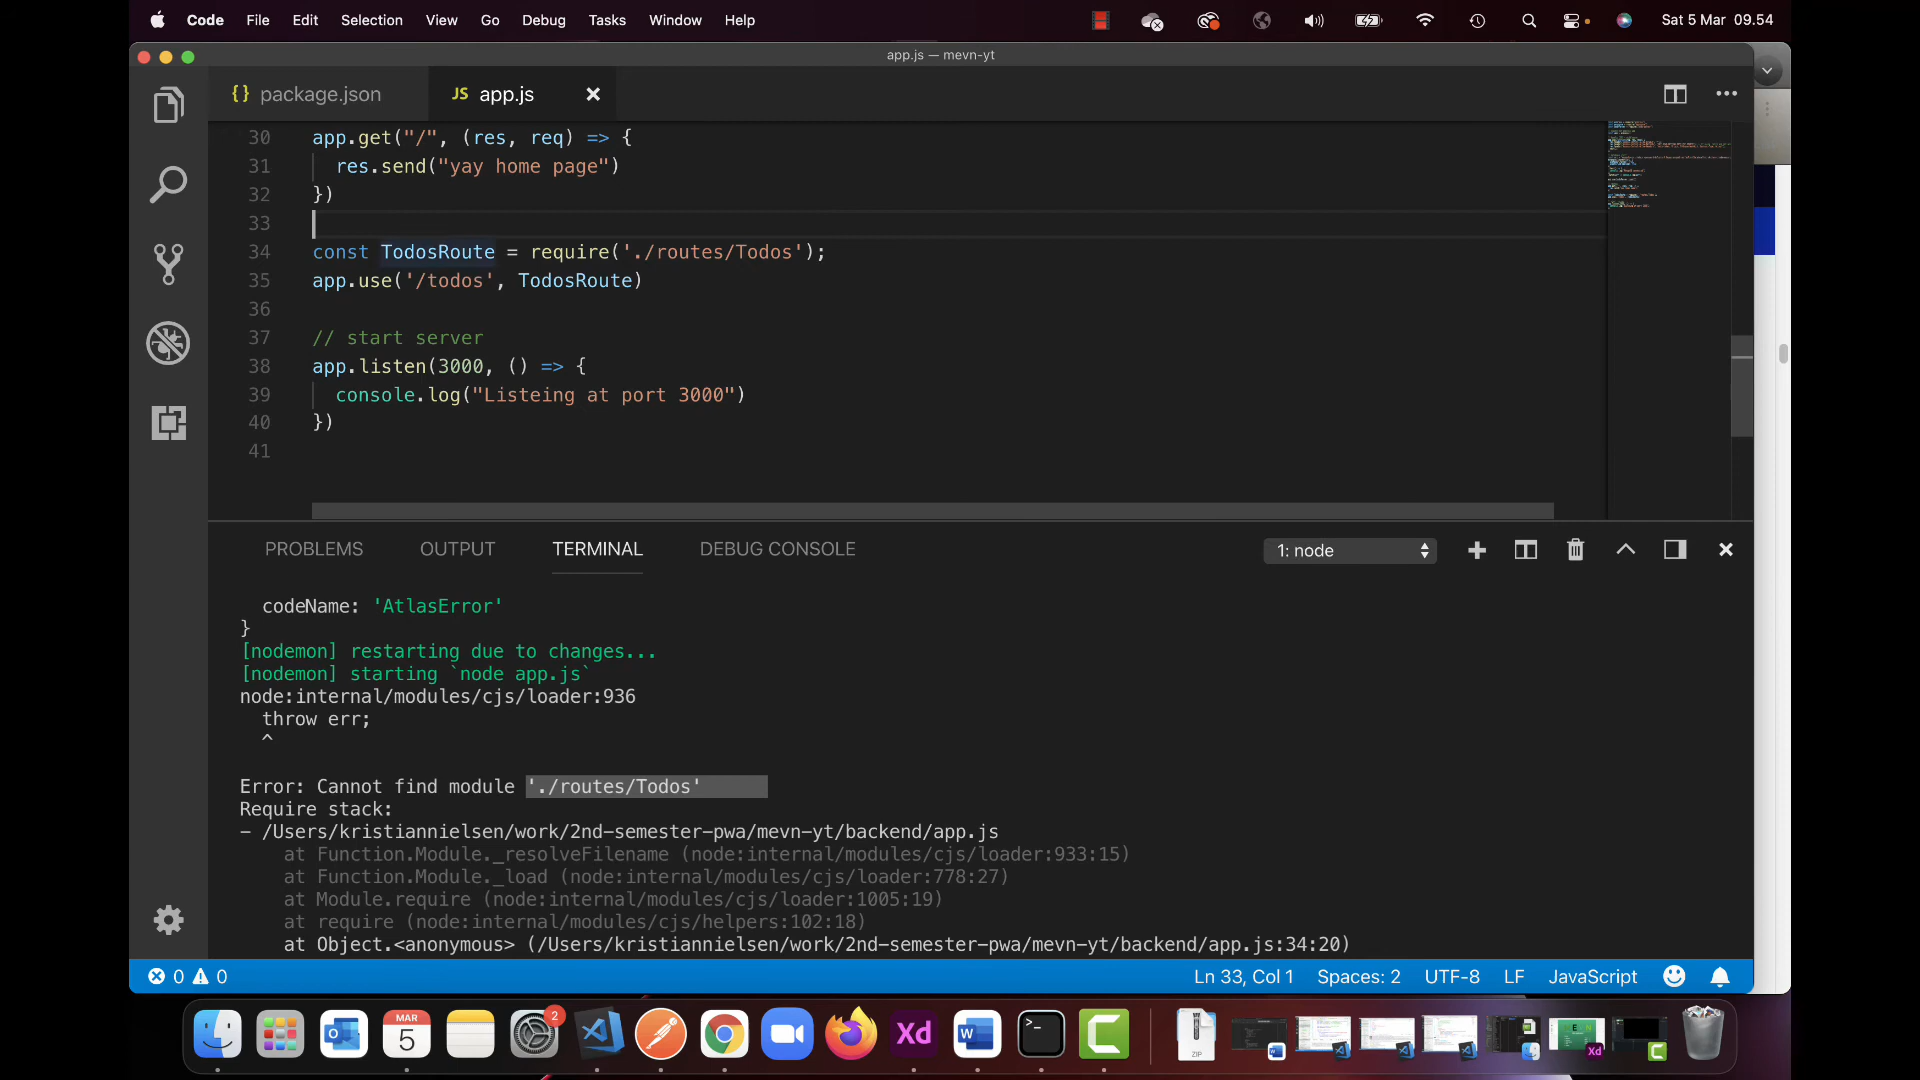 Code File Edit Selection View Go Debug Tasks Window Help Sat 5 Mar 09.54
app.js — mevn-yt
{} package.json JS app.js
30 app.get("/", (res, req) => {
31 res.send("yay home page")
32 })
33
34 const TodosRoute = require('./routes/Todos');
35 app.use('/todos', TodosRoute)
36
37 // start server
38 app.listen(3000, () => {
39 console.log("Listeing at port 3000")
40 })
41
PROBLEMS OUTPUT TERMINAL DEBUG CONSOLE 1: node
codeName: 'AtlasError'
}
[nodemon] restarting due to changes...
[nodemon] starting `node app.js`
node:internal/modules/cjs/loader:936
throw err;
^
Error: Cannot find module './routes/Todos'
Require stack:
- /Users/kristiannielsen/work/2nd-semester-pwa/mevn-yt/backend/app.js
at Function.Module._resolveFilename (node:internal/modules/cjs/loader:933:15)
at Function.Module._load (node:internal/modules/cjs/loader:778:27)
at Module.require (node:internal/modules/cjs/loader:1005:19)
at require (node:internal/modules/cjs/helpers:102:18)
at Object.<anonymous> (/Users/kristiannielsen/work/2nd-semester-pwa/mevn-yt/backend/app.js:34:20)
0 0 Ln 33, Col 1 Spaces: 2 UTF-8 LF JavaScript
MAR
5
2
Xd
W
>_
C
ZIP